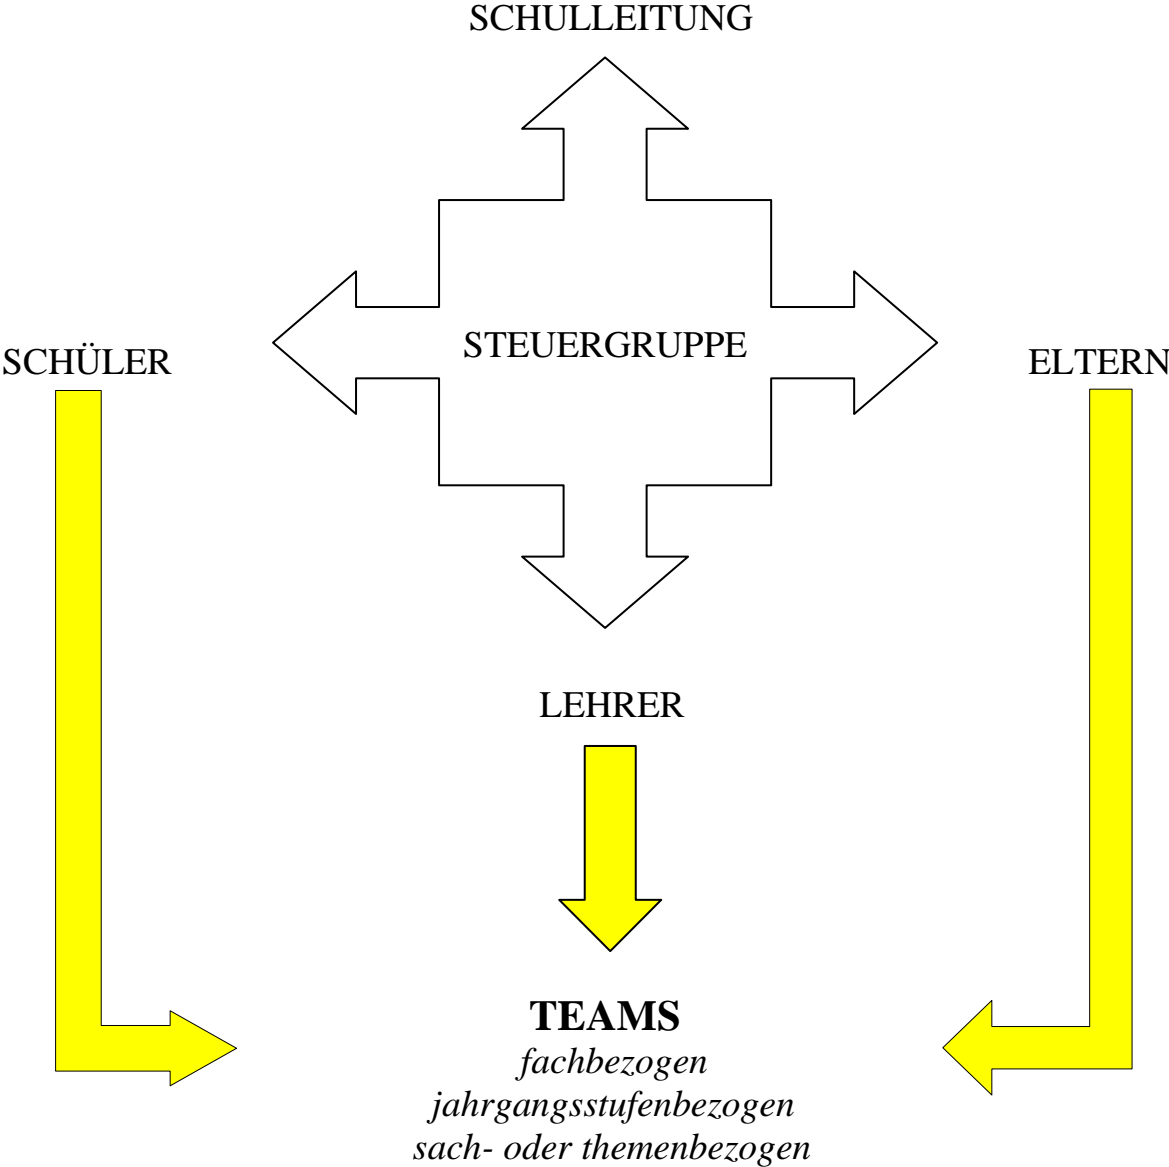 SCHULLEITUNG
STEUERGRUPPE
SCHÜLER
ELTERN
LEHRER
TEAMS
fachbezogen
jahrgangsstufenbezogen
sach- oder themenbezogen